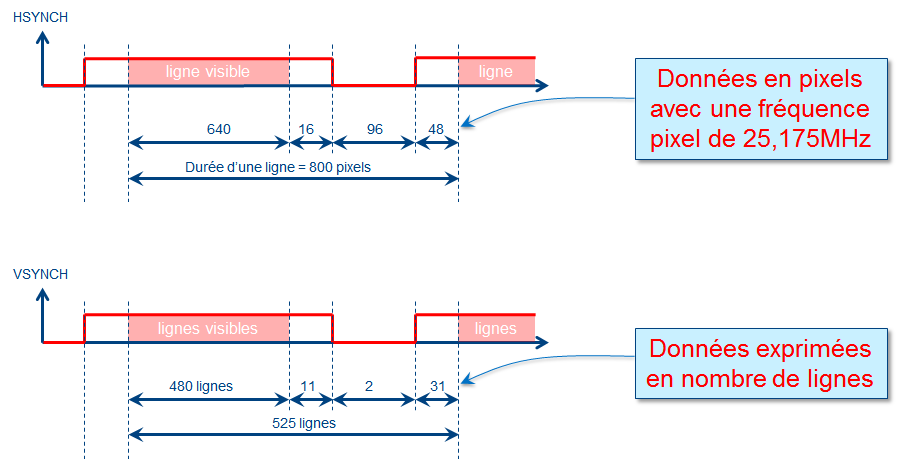 HSYNCH
ligne visible
ligne
640
16
96
48
Durée d'une ligne = 800 pixels
Données en pixels
avec une fréquence
pixel de 25,175MHz
VSYNCH
lignes visibles
lignes
480 lignes
11
2
31
525 lignes
Données exprimées
en nombre de lignes